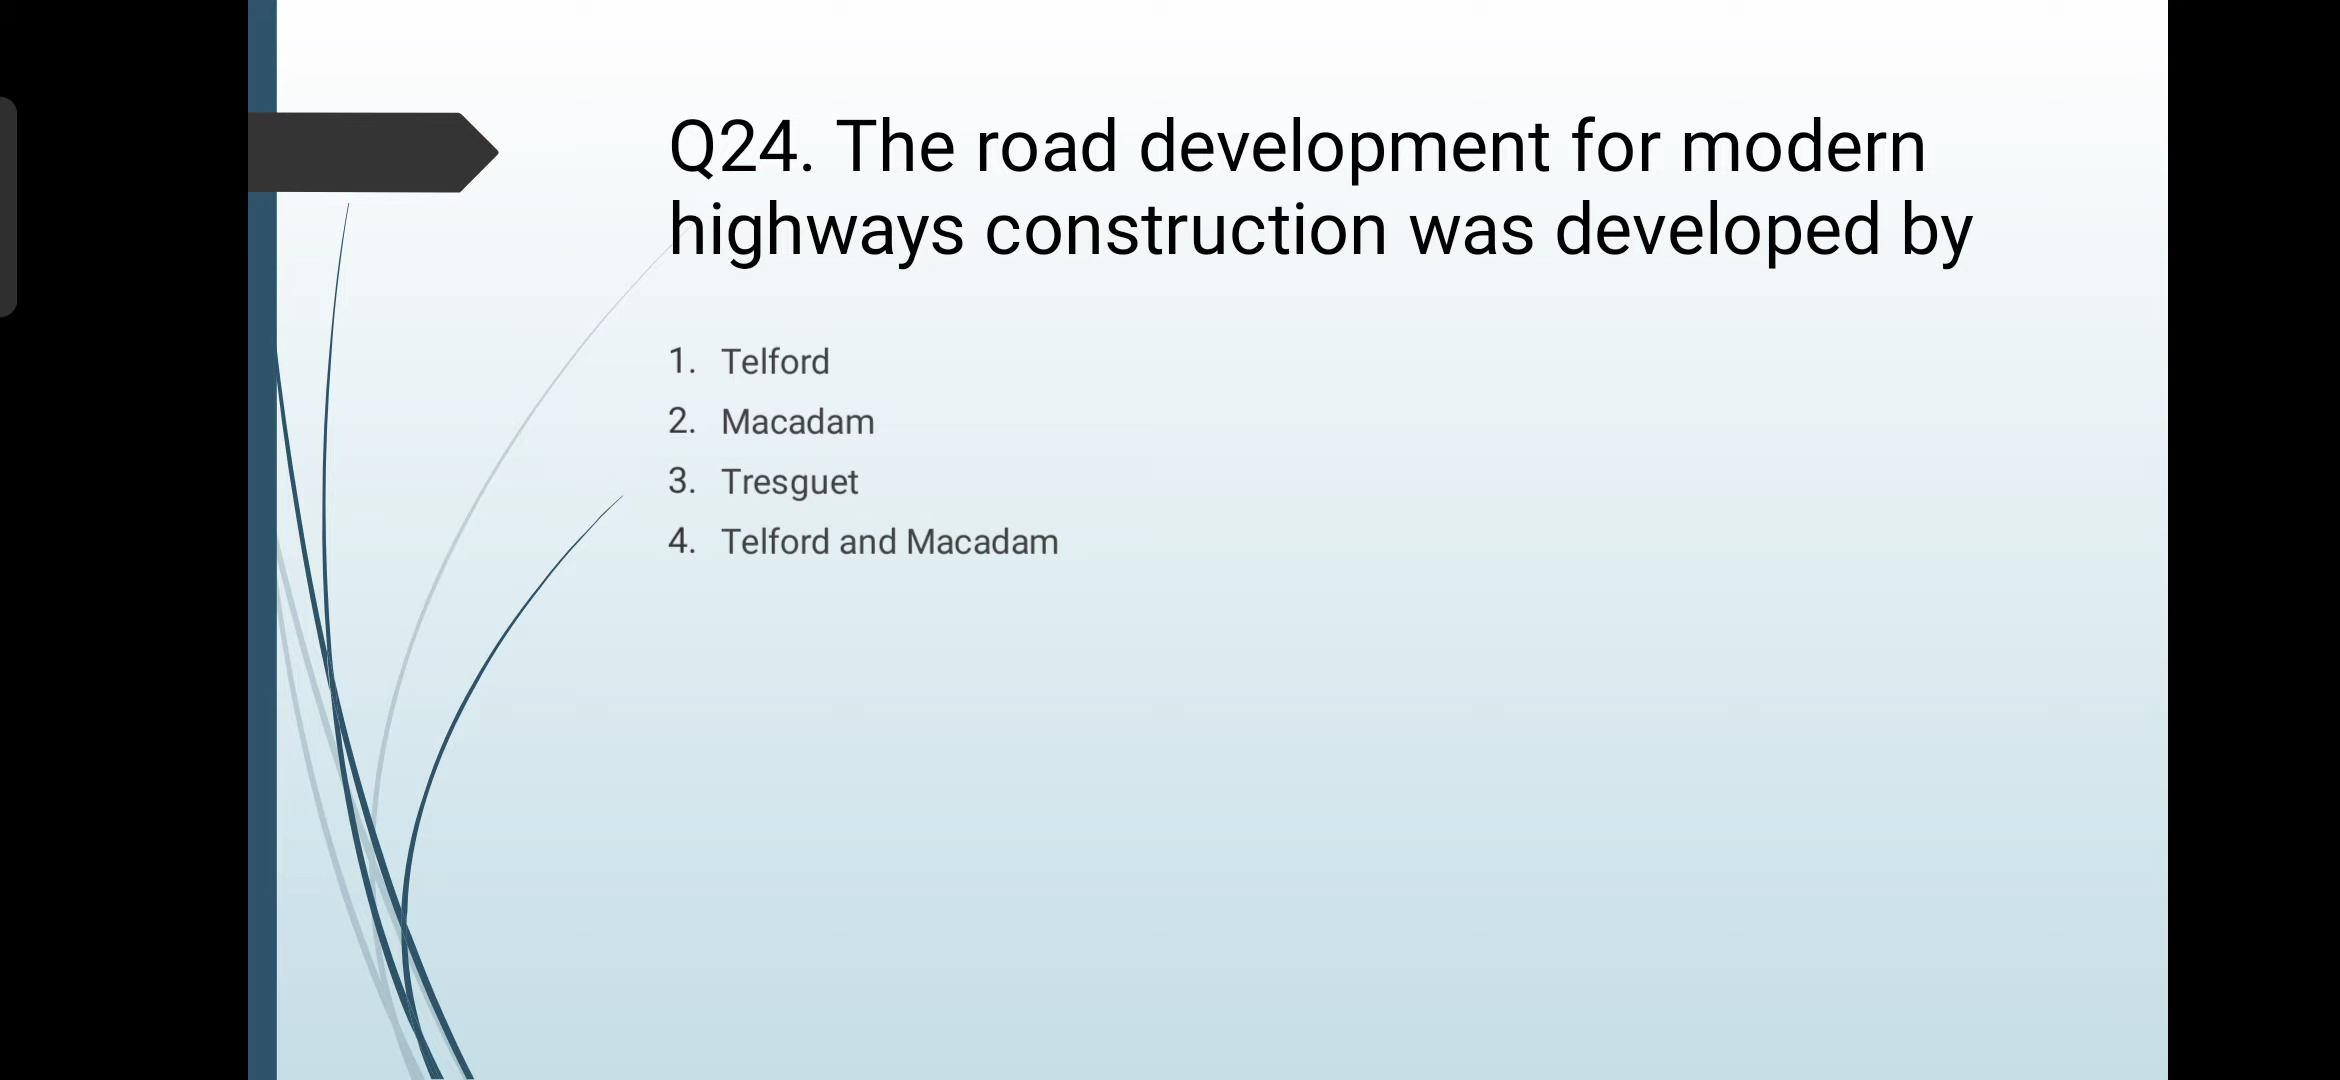 Q24. The road development for modern
highways construction was developed by
1. Telford
2. Macadam
3. Tresguet
4. Telford and Macadam